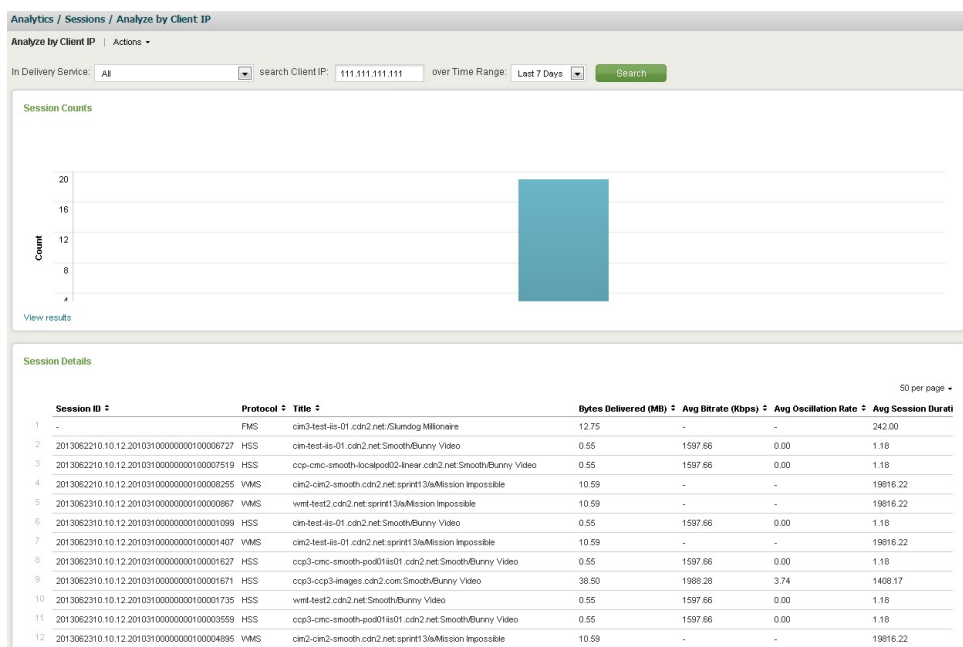 Analytics / Sessions / Analyze by Client IP
Analyze by Client IP | Actions
In Delivery Service: All search Client IP: 111.111.111.111 over Time Range: Last 7 Days Search
Session Counts
20
16
12
8
4
Count
View results
Session Details
50 per page
Session ID Protocol Title Bytes Delivered (MB) Avg Bitrate (Kbps) Avg Oscillation Rate Avg Session Durati
1 - FMS cim3-test-iis-01.cdn2.net:/Slumdog Millionaire 12.75 - - 242.00
2 2013062210.10.12.20103100000000100006727 HSS cim-test-iis-01.cdn2.net:Smooth/Bunny Video 0.55 1597.66 0.00 1.18
3 2013062310.10.12.20103100000000100007519 HSS ccp-cmc-smooth-localpod02-linear.cdn2.net:Smooth/Bunny Video 0.55 1597.66 0.00 1.18
4 2013062210.10.12.20103100000000100008255 WMS cim2-cim2-smooth.cdn2.net:sprint13/a/Mission Impossible 10.59 - - 19816.22
5 2013062310.10.12.20103100000000100000867 WMS wmt-test2.cdn2.net:sprint13/a/Mission Impossible 10.59 - - 19816.22
6 2013062310.10.12.20103100000000100001099 HSS cim-test-iis-01.cdn2.net:Smooth/Bunny Video 0.55 1597.66 0.00 1.18
7 2013062310.10.12.20103100000000100001407 WMS cim2-test-iis-01.cdn2.net:sprint13/a/Mission Impossible 10.59 - - 19816.22
8 2013062310.10.12.20103100000000100001627 HSS ccp3-cmc-smooth-pod01iis01.cdn2.net:Smooth/Bunny Video 0.55 1597.66 0.00 1.18
9 2013062310.10.12.20103100000000100001671 HSS ccp3-ccp3-images.cdn2.com:Smooth/Bunny Video 38.50 1988.28 3.74 1408.17
10 2013062310.10.12.20103100000000100001735 HSS wmt-test2.cdn2.net:Smooth/Bunny Video 0.55 1597.66 0.00 1.18
11 2013062310.10.12.20103100000000100003559 HSS ccp3-cmc-smooth-pod01iis01.cdn2.net:Smooth/Bunny Video 0.55 1597.66 0.00 1.18
12 2013062310.10.12.20103100000000100004895 WMS cim2-cim2-smooth.cdn2.net:sprint13/a/Mission Impossible 10.59 - - 19816.22